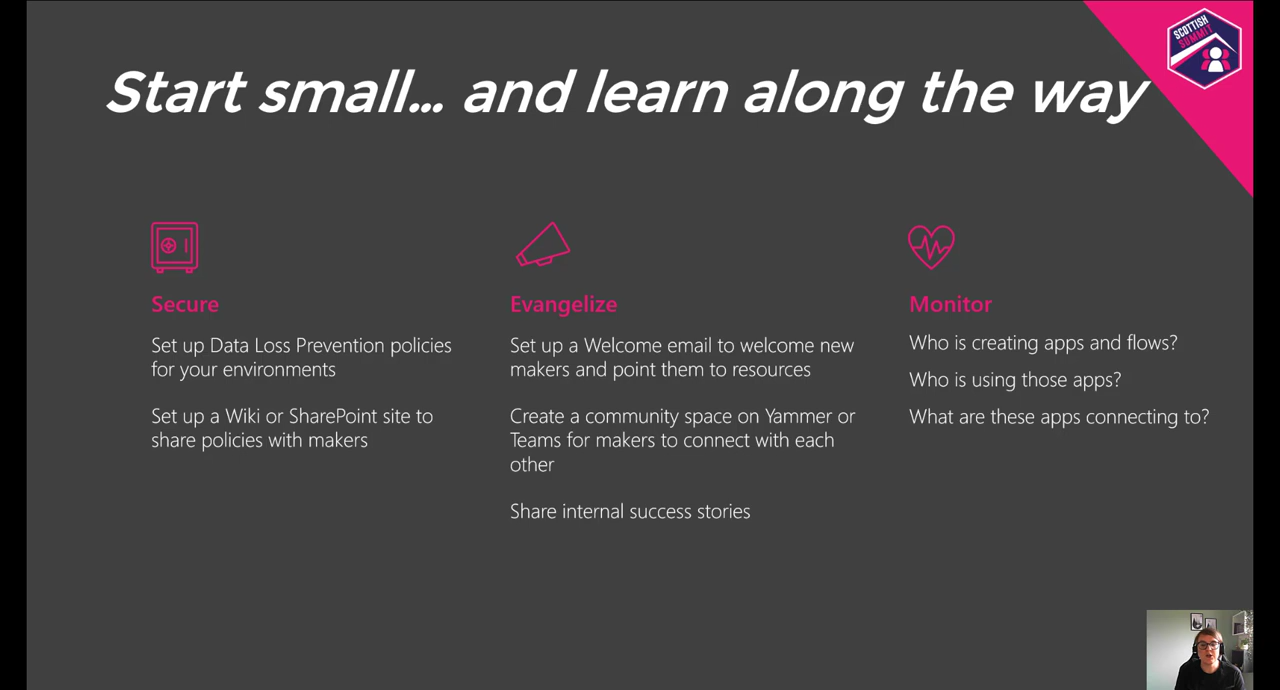 SCOTTISH
SUMMIT
Start small... and learn along the way
Secure
Set up Data Loss Prevention policies
for your environments
Set up a Wiki or SharePoint site to
share policies with makers
Evangelize
Set up a Welcome email to welcome new
makers and point them to resources
Create a community space on Yammer or
Teams for makers to connect with each
other
Share internal success stories
Monitor
Who is creating apps and flows?
Who is using those apps?
What are these apps connecting to?